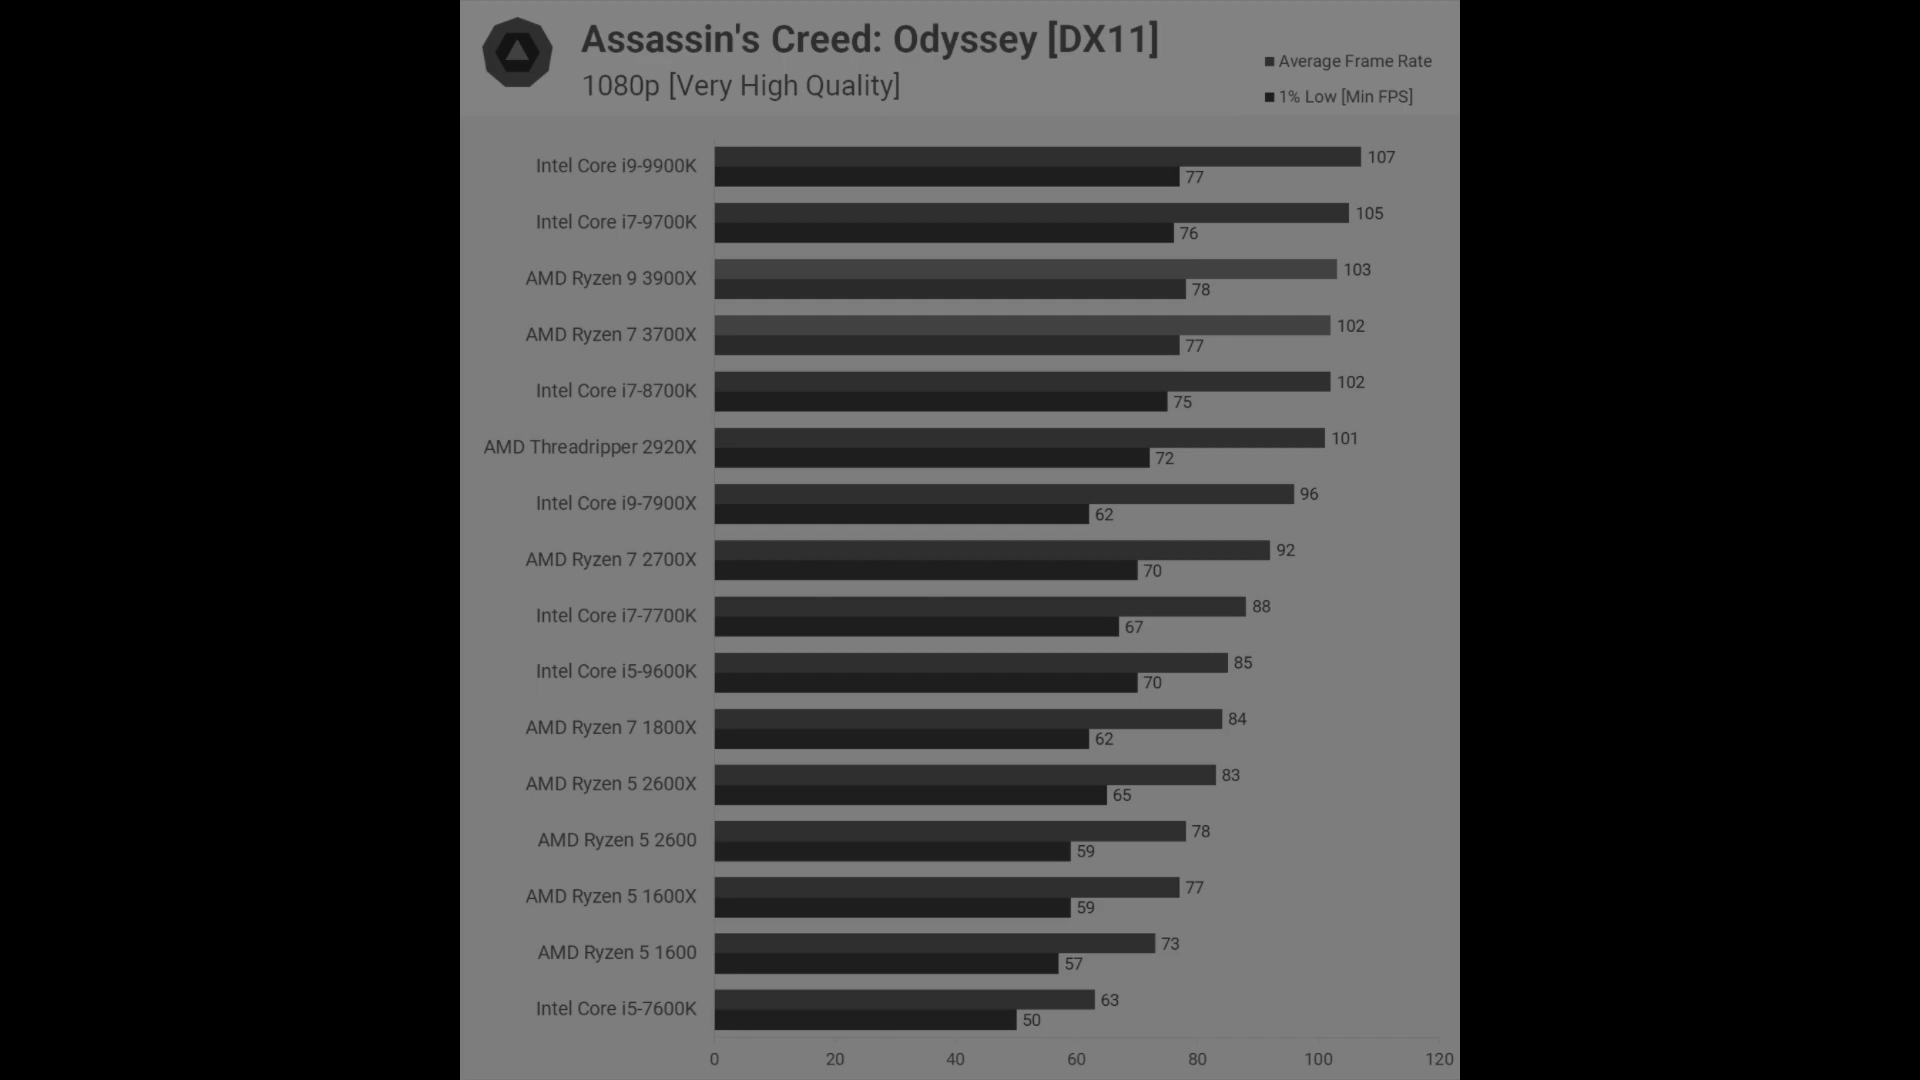 Assassin's Creed: Odyssey [DX11]
1080p [Very High Quality]
Average Frame Rate
1% Low [Min FPS]
Intel Core i9-9900K 107 77
Intel Core i7-9700K 105 76
AMD Ryzen 9 3900X 103 78
AMD Ryzen 7 3700X 102 77
Intel Core i7-8700K 102 75
AMD Threadripper 2920X 101 72
Intel Core i9-7900X 96 62
AMD Ryzen 7 2700X 92 70
Intel Core i7-7700K 88 67
Intel Core i5-9600K 85 70
AMD Ryzen 7 1800X 84 62
AMD Ryzen 5 2600X 83 65
AMD Ryzen 5 2600 78 59
AMD Ryzen 5 1600X 77 59
AMD Ryzen 5 1600 73 57
Intel Core i5-7600K 63 50
0 20 40 60 80 100 120